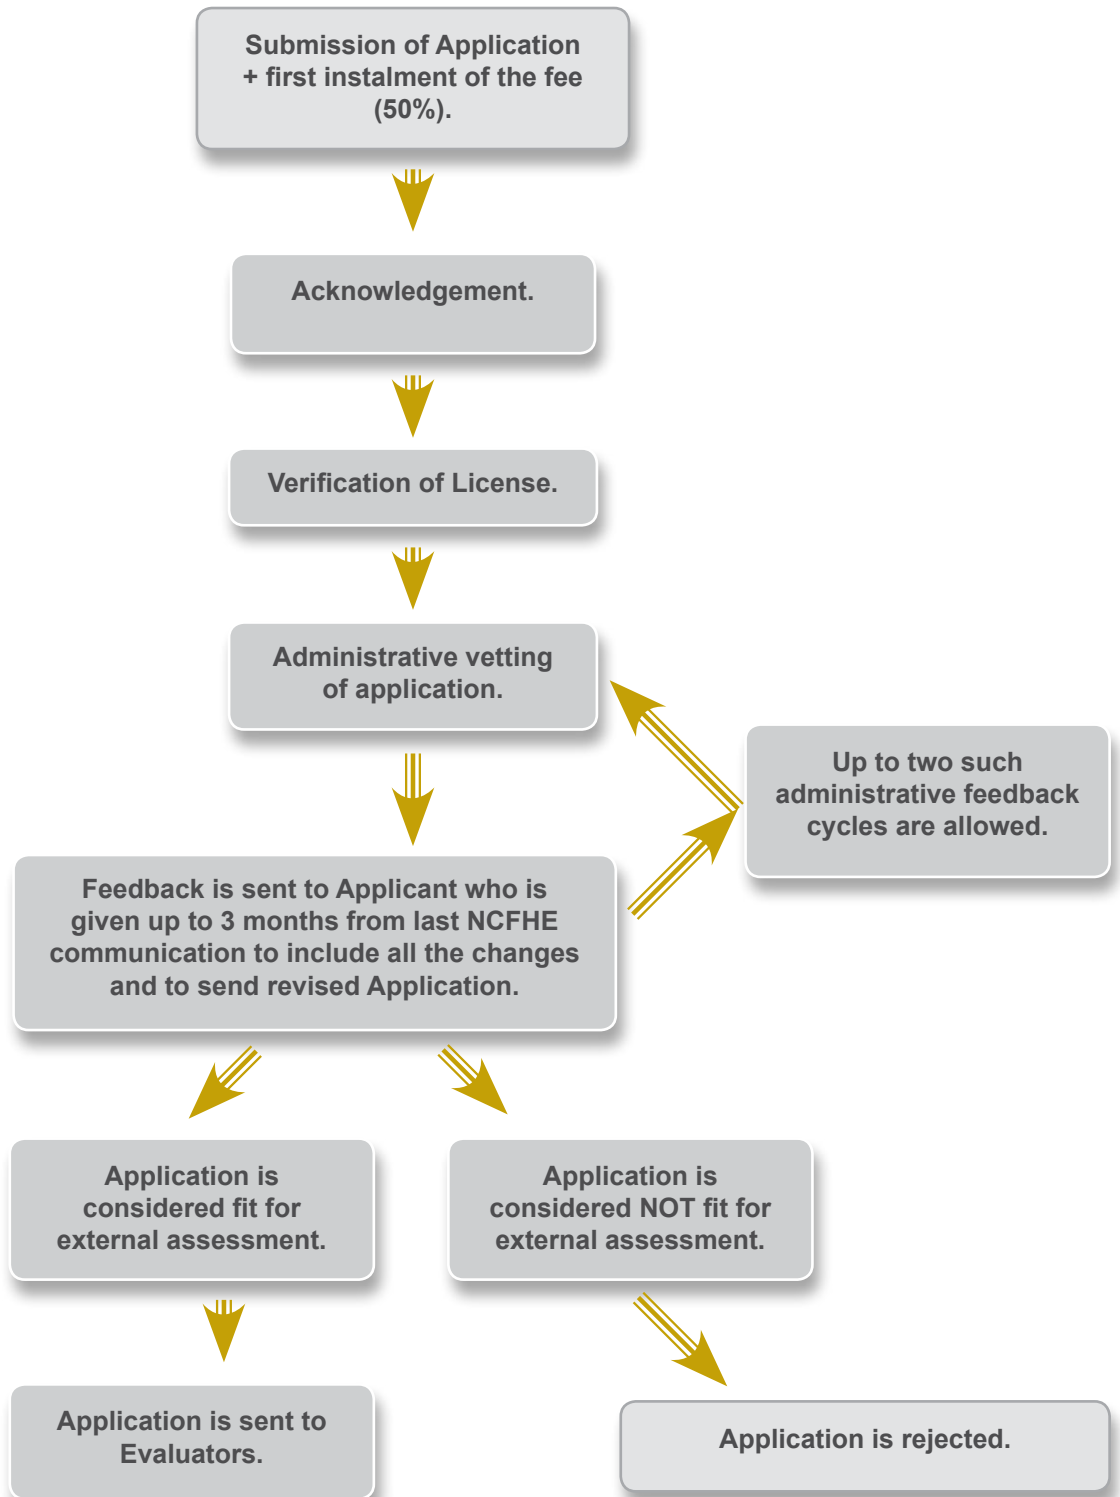 Submission of Application
+ first instalment of the fee
(50%).
Acknowledgement.
Verification of License.
Administrative vetting
of application.
Up to two such
administrative feedback
cycles are allowed.
Feedback is sent to Applicant who is
given up to 3 months from last NCFHE
communication to include all the changes
and to send revised Application.
Application is
considered fit for
external assessment.
Application is
considered NOT fit for
external assessment.
Application is sent to
Evaluators.
Application is rejected.